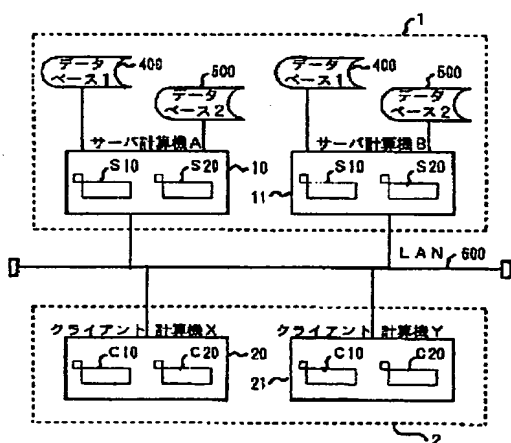 1
データベース1 400
データベース2 500
データベース1 400
データベース2 500
サーバ計算機A
S10 S20 10
サーバ計算機B
S10 S20 11
LAN 600
クライアント計算機X
C10 C20 20
クライアント計算機Y
C10 C20 21
2